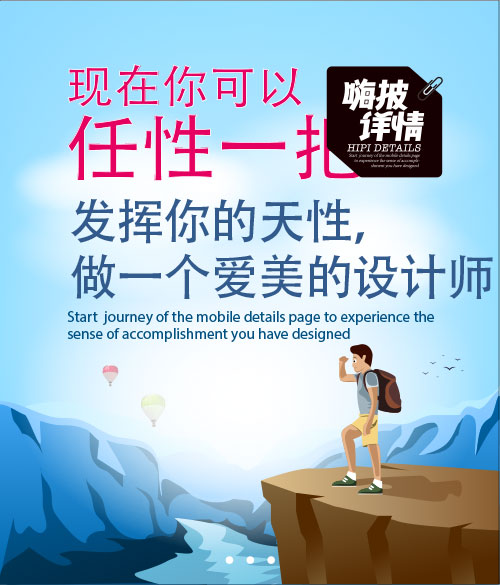 现在你可以
任性一把
嗨披
详情
HIPI DETAILS
Start journey of the mobile details page
to experience the sense of accomple
shment you have designed
发挥你的天性,
做一个爱美的设计师
Start journey of the mobile details page to experience the
sense of accomplishment you have designed